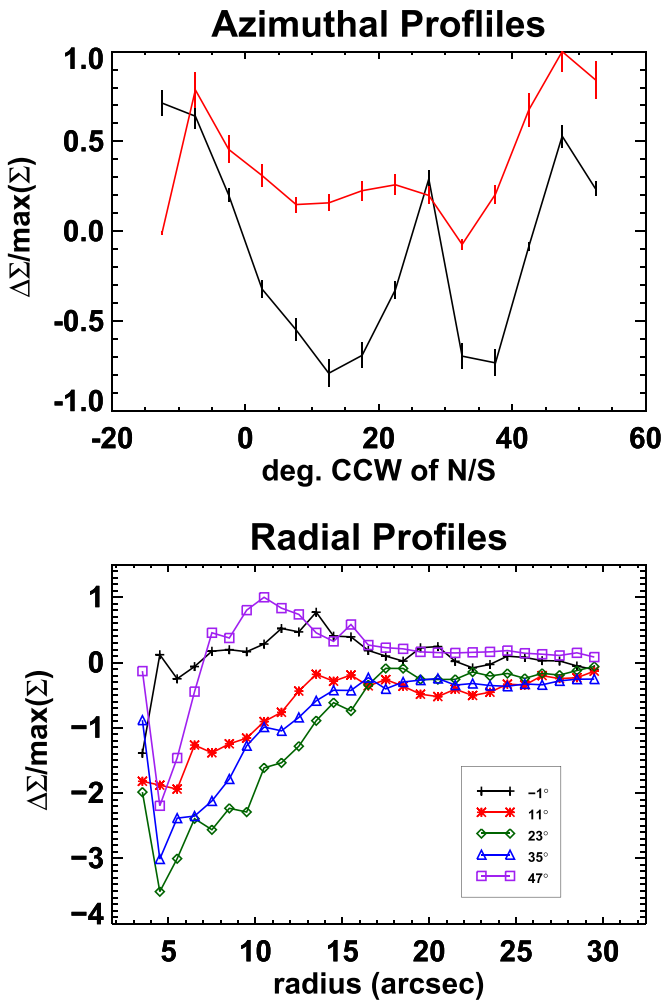 Azimuthal Profliles
1.0
0.5
0.0
-0.5
-1.0
ΔΣ/max(Σ)
-20 0 20 40 60
deg. CCW of N/S
Radial Profiles
1
0
−1
−2
−3
−4
ΔΣ/max(Σ)
−1°
11°
23°
35°
47°
5 10 15 20 25 30
radius (arcsec)